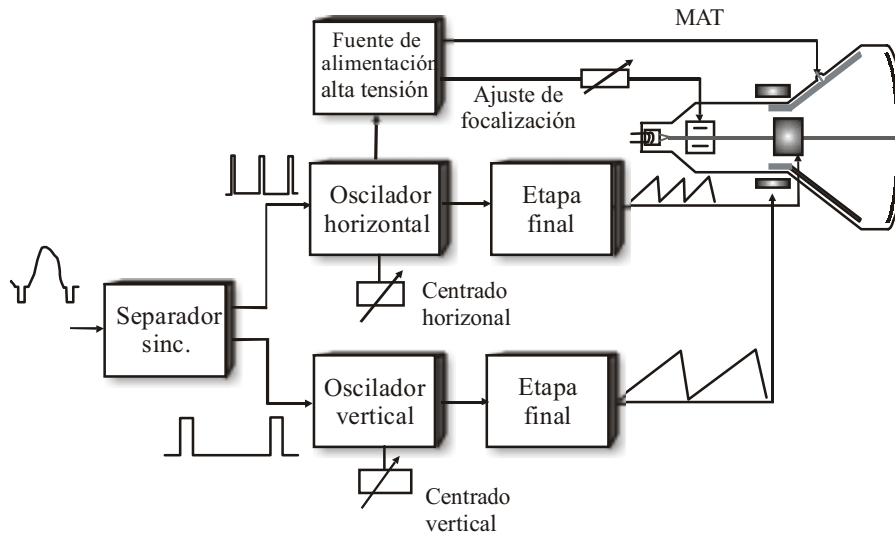 MAT
Fuente de
alimentación
alta tensión
Ajuste de
focalización
Oscilador
horizontal
Etapa
final
Centrado
horizonal
Separador
sinc.
Oscilador
vertical
Etapa
final
Centrado
vertical